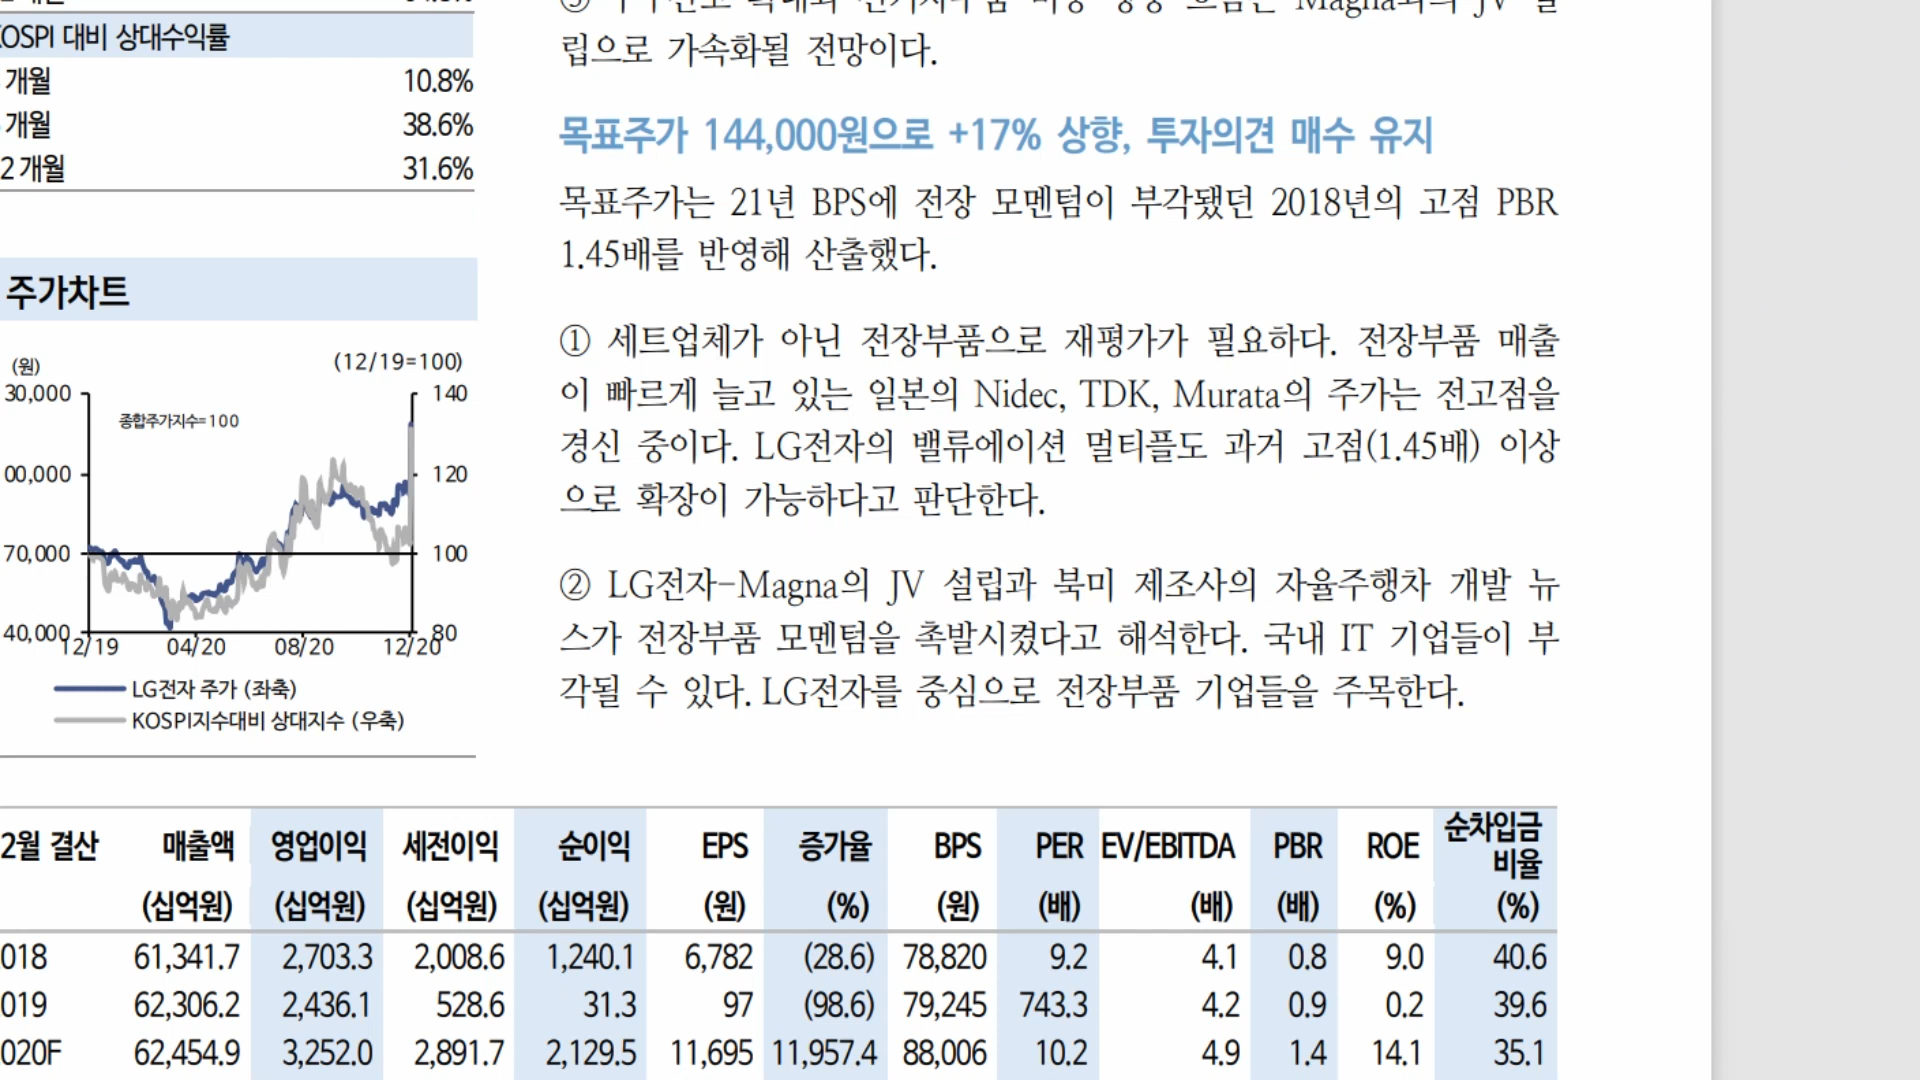 KOSPI 대비 상대수익률
개월 10.8%
개월 38.6%
2 개월 31.6%
주가차트
(원) (12/19=100)
30,000 140
종합주가지수=100
00,000 120
70,000 100
40,000 80
12/19 04/20 08/20 12/20
LG전자 주가 (좌축)
KOSPI지수대비 상대지수 (우축)
립으로 가속화될 전망이다.
목표주가 144,000원으로 +17% 상향, 투자의견 매수 유지
목표주가는 21년 BPS에 전장 모멘텀이 부각됐던 2018년의 고점 PBR
1.45배를 반영해 산출했다.
① 세트업체가 아닌 전장부품으로 재평가가 필요하다. 전장부품 매출
이 빠르게 늘고 있는 일본의 Nidec, TDK, Murata의 주가는 전고점을
경신 중이다. LG전자의 밸류에이션 멀티플도 과거 고점(1.45배) 이상
으로 확장이 가능하다고 판단한다.
② LG전자-Magna의 JV 설립과 북미 제조사의 자율주행차 개발 뉴
스가 전장부품 모멘텀을 촉발시켰다고 해석한다. 국내 IT 기업들이 부
각될 수 있다. LG전자를 중심으로 전장부품 기업들을 주목한다.
2월 결산 매출액 영업이익 세전이익 순이익 EPS 증가율 BPS PER EV/EBITDA PBR ROE 순차입금
비율
(십억원) (십억원) (십억원) (십억원) (원) (%) (원) (배) (배) (배) (%) (%)
018 61,341.7 2,703.3 2,008.6 1,240.1 6,782 (28.6) 78,820 9.2 4.1 0.8 9.0 40.6
019 62,306.2 2,436.1 528.6 31.3 97 (98.6) 79,245 743.3 4.2 0.9 0.2 39.6
020F 62,454.9 3,252.0 2,891.7 2,129.5 11,695 11,957.4 88,006 10.2 4.9 1.4 14.1 35.1